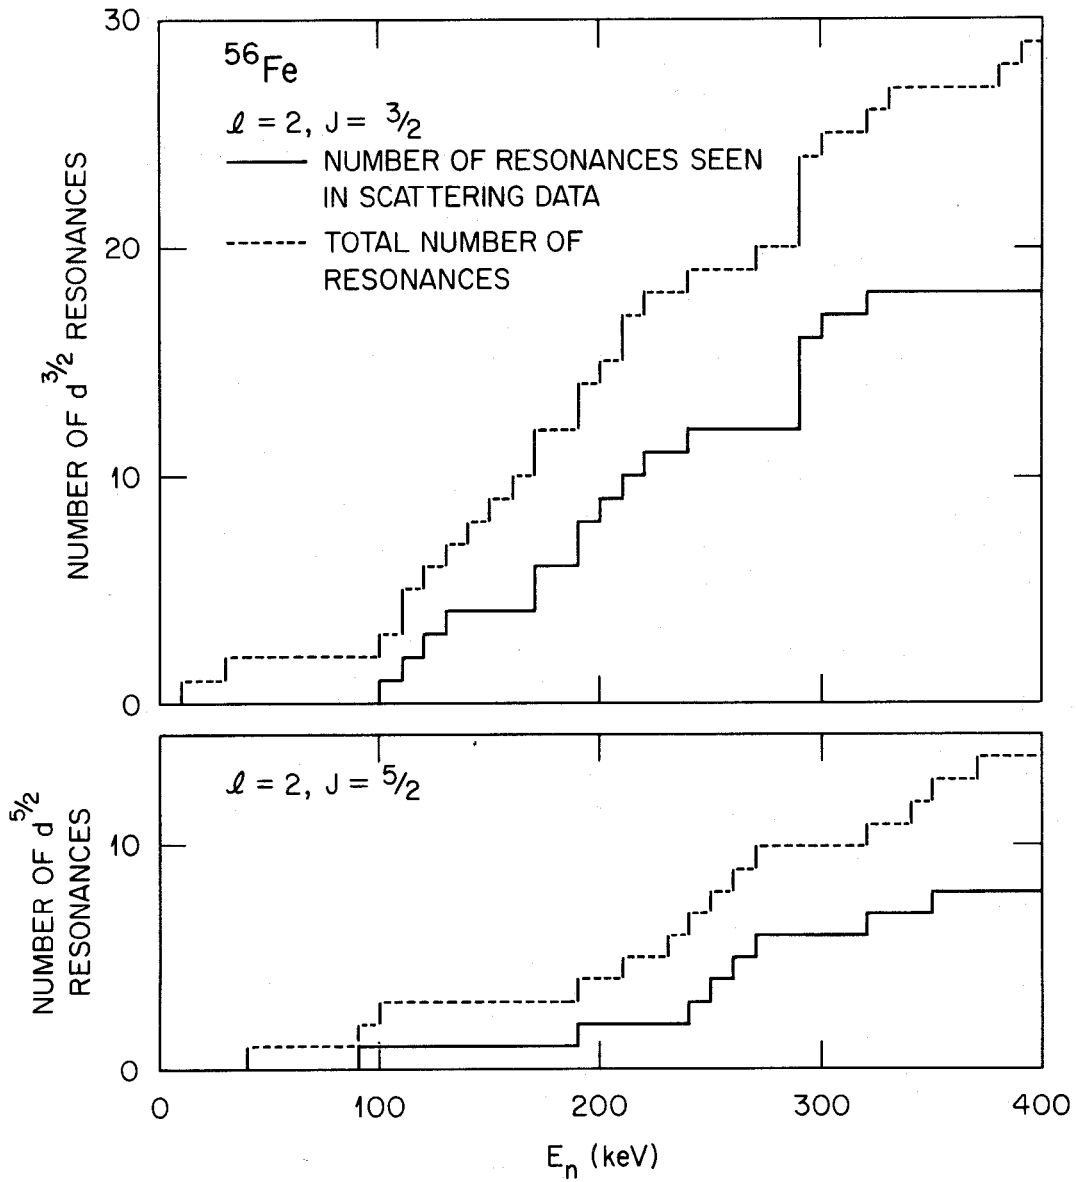 30
⁵⁶Fe
ℓ = 2, J = 3/2
NUMBER OF RESONANCES SEEN
IN SCATTERING DATA
TOTAL NUMBER OF
RESONANCES
20
10
0
NUMBER OF d 3/2 RESONANCES
ℓ = 2, J = 5/2
10
0
NUMBER OF d 5/2
RESONANCES
0 100 200 300 400
Eₙ (keV)